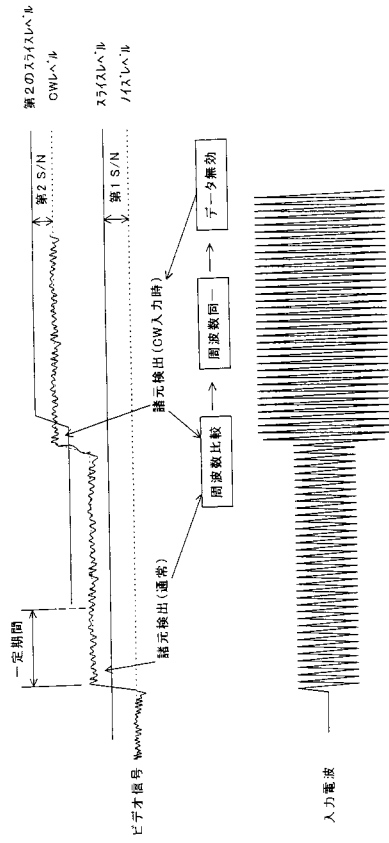 第2のスライスレベル
CWレベル
第2 S/N
スライスレベル
ノイズレベル
第1 S/N
一定期間
諸元検出(CW入力時)
諸元検出(通常)
ビデオ信号
周波数比較
周波数同一
データ無効
入力電波